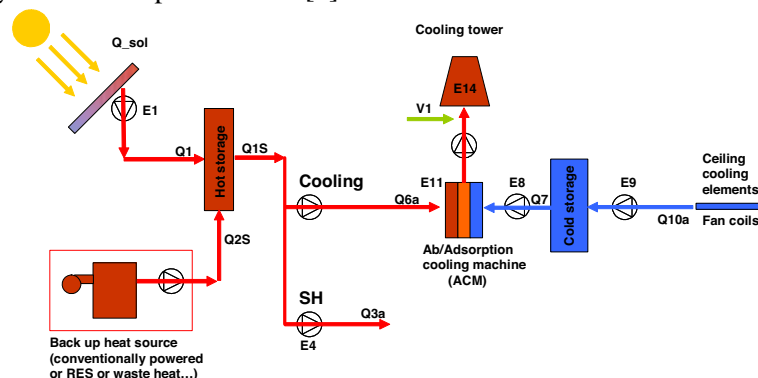 Q_sol
Cooling tower
E14
V1
E1
Hot storage
Q1
Q1S
Cooling
Q6a
E11
E8
Q7
Cold storage
E9
Q10a
Ceiling
cooling
elements
Fan coils
Ab/Adsorption
cooling machine
(ACM)
Q2S
SH
E4
Q3a
Back up heat source
(conventionally powered
or RES or waste heat...)